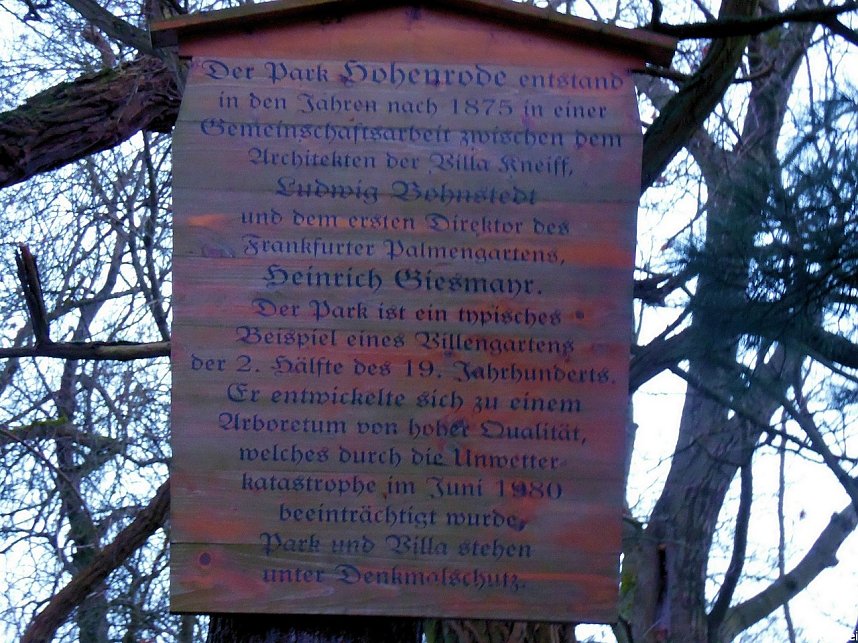 Der Park Hohenrode entstand
in den Jahren nach 1875 in einer
Gemeinschaftsarbeit zwischen dem
Architekten der Villa Kneiff,
Ludwig Bohnstedt
und dem ersten Direktor des
Frankfurter Palmengartens,
Heinrich Giesmayr.
Der Park ist ein typisches
Beispiel eines Villengartens
der 2. Hälfte des 19. Jahrhunderts.
Er entwickelte sich zu einem
Arboretum von hoher Qualität,
welches durch die Unwetter-
katastrophe im Juni 1980
beeinträchtigt wurde,
Park und Villa stehen
unter Denkmalschutz.